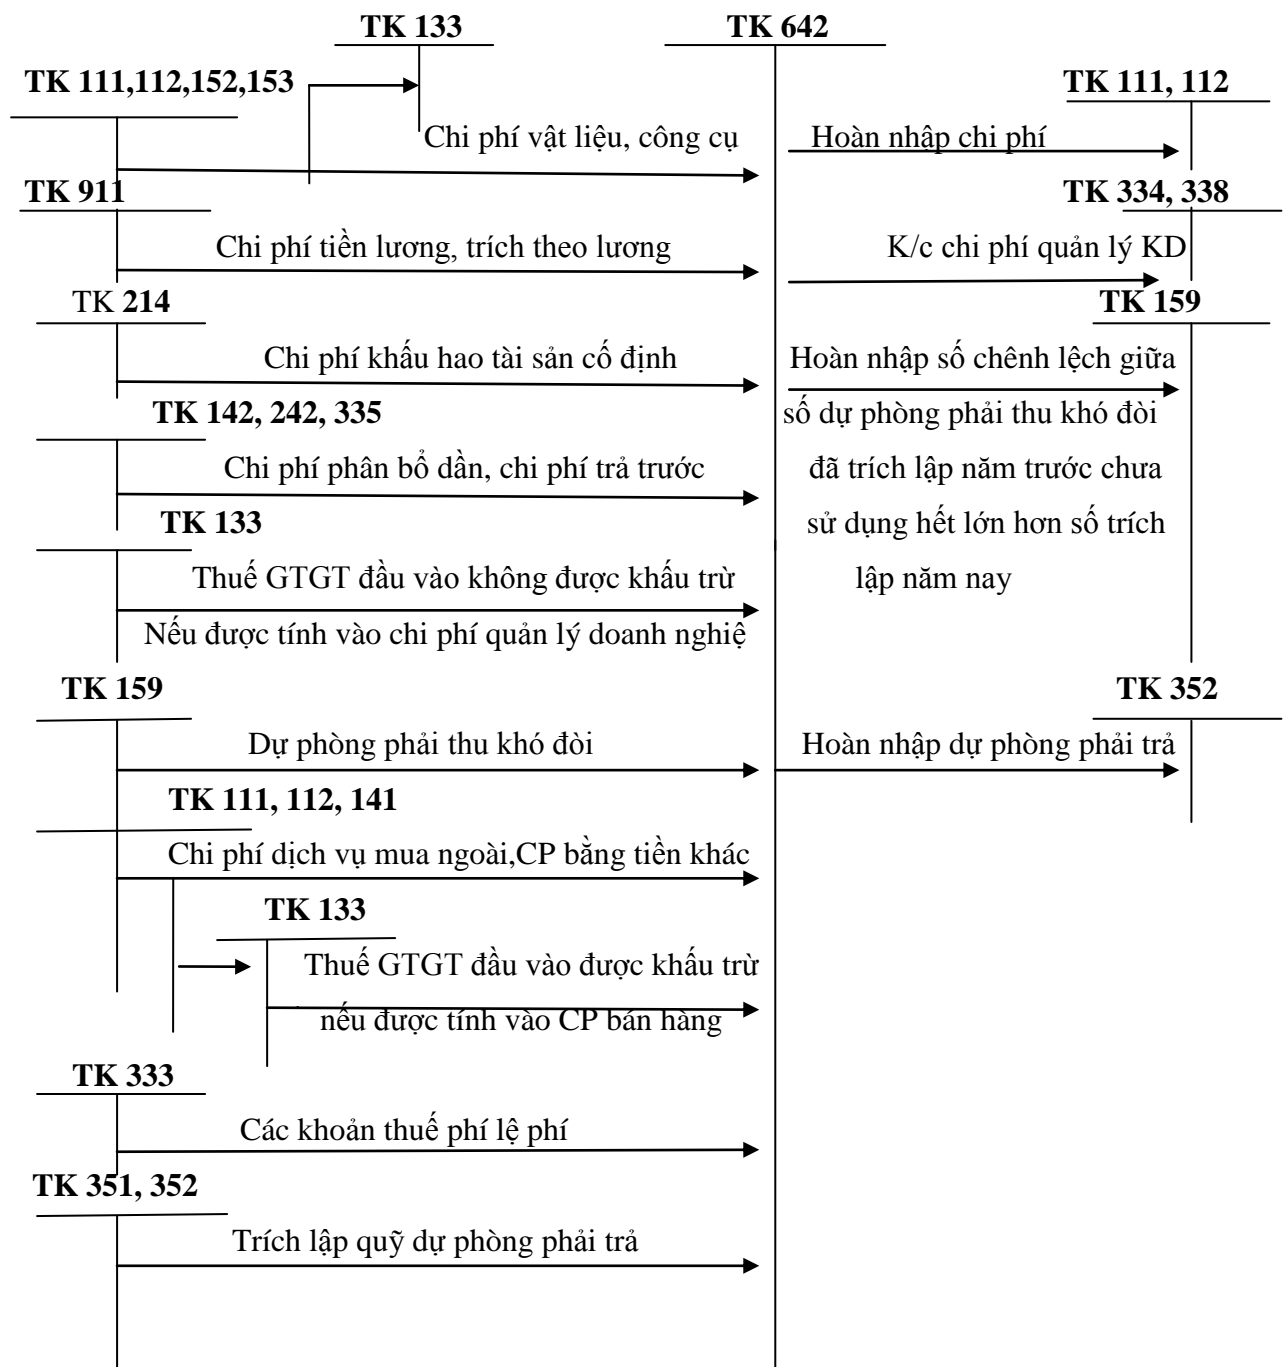 TK 133
TK 642
TK 111,112,152,153
TK 111, 112
Chi phí vật liệu, công cụ
Hoàn nhập chi phí
TK 911
TK 334, 338
Chi phí tiền lương, trích theo lương
K/c chi phí quản lý KD
TK 214
TK 159
Chi phí khấu hao tài sản cố định
Hoàn nhập số chênh lệch giữa
TK 142, 242, 335
số dự phòng phải thu khó đòi
Chi phí phân bổ dần, chi phí trả trước
đã trích lập năm trước chưa
TK 133
sử dụng hết lớn hơn số trích
Thuế GTGT đầu vào không được khấu trừ
lập năm nay
Nếu được tính vào chi phí quản lý doanh nghiệ
TK 159
TK 352
Dự phòng phải thu khó đòi
Hoàn nhập dự phòng phải trả
TK 111, 112, 141
Chi phí dịch vụ mua ngoài,CP bằng tiền khác
TK 133
Thuế GTGT đầu vào được khấu trừ
nếu được tính vào CP bán hàng
TK 333
Các khoản thuế phí lệ phí
TK 351, 352
Trích lập quỹ dự phòng phải trả